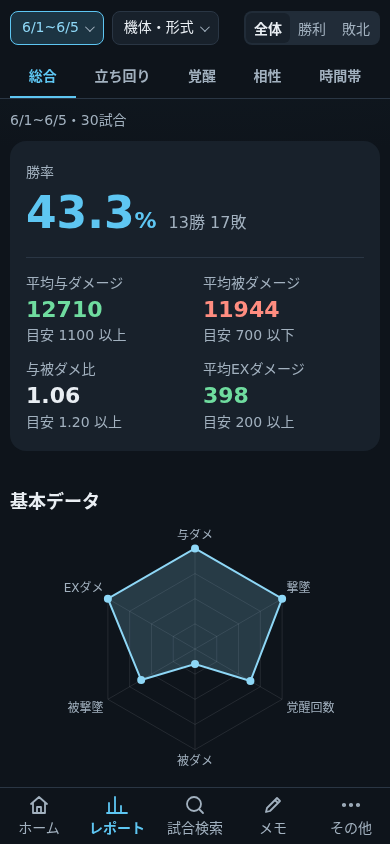 6/1~6/5
機体・形式
全体 勝利 敗北
総合 立ち回り 覚醒 相性 時間帯
6/1~6/5・30試合
勝率
43.3% 13勝 17敗
平均与ダメージ 平均被ダメージ
12710 11944
目安 1100 以上 目安 700 以下
与被ダメ比 平均EXダメージ
1.06 398
目安 1.20 以上 目安 200 以上
基本データ
与ダメ
EXダメ 撃墜
被撃墜 覚醒回数
被ダメ
ホーム レポート 試合検索 メモ その他